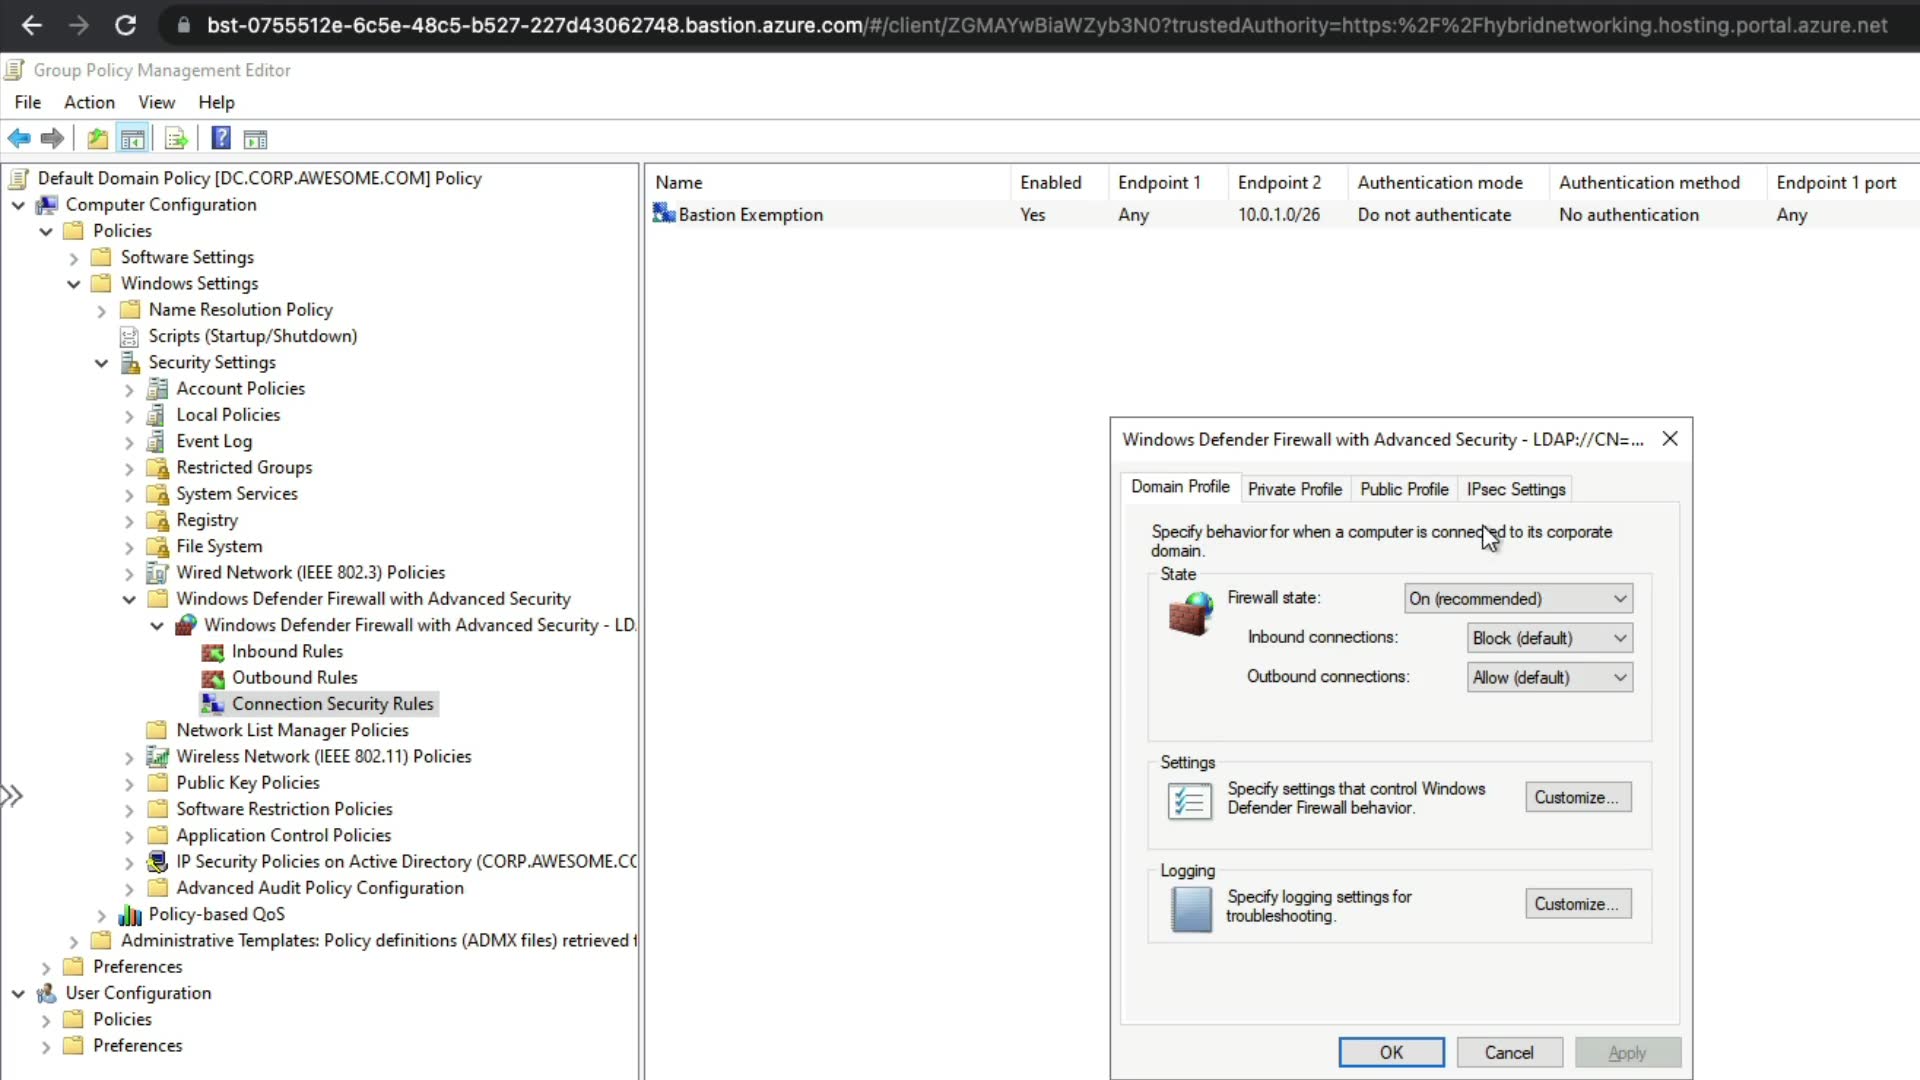 bst-0755512e-6c5e-48c5-b527-227d43062748.bastion.azure.com/#/client/ZGMAYwBiaWZyb3N0?trustedAuthority=https:%2F%2Fhybridnetworking.hosting.portal.azure.net
Group Policy Management Editor
File Action View Help
Default Domain Policy [DC.CORP.AWESOME.COM] Policy
Computer Configuration
Policies
Software Settings
Windows Settings
Name Resolution Policy
Scripts (Startup/Shutdown)
Security Settings
Account Policies
Local Policies
Event Log
Restricted Groups
System Services
Registry
File System
Wired Network (IEEE 802.3) Policies
Windows Defender Firewall with Advanced Security
Windows Defender Firewall with Advanced Security - LD
Inbound Rules
Outbound Rules
Connection Security Rules
Network List Manager Policies
Wireless Network (IEEE 802.11) Policies
Public Key Policies
Software Restriction Policies
Application Control Policies
IP Security Policies on Active Directory (CORP.AWESOME.CO
Advanced Audit Policy Configuration
Policy-based QoS
Administrative Templates: Policy definitions (ADMX files) retrieved f
Preferences
User Configuration
Policies
Preferences
Name Enabled Endpoint 1 Endpoint 2 Authentication mode Authentication method Endpoint 1 port
Bastion Exemption Yes Any 10.0.1.0/26 Do not authenticate No authentication Any
Windows Defender Firewall with Advanced Security - LDAP://CN=...
Domain Profile Private Profile Public Profile IPsec Settings
Specify behavior for when a computer is connected to its corporate
domain.
State
Firewall state: On (recommended)
Inbound connections: Block (default)
Outbound connections: Allow (default)
Settings
Specify settings that control Windows
Defender Firewall behavior.
Customize...
Logging
Specify logging settings for
troubleshooting.
Customize...
OK Cancel Apply